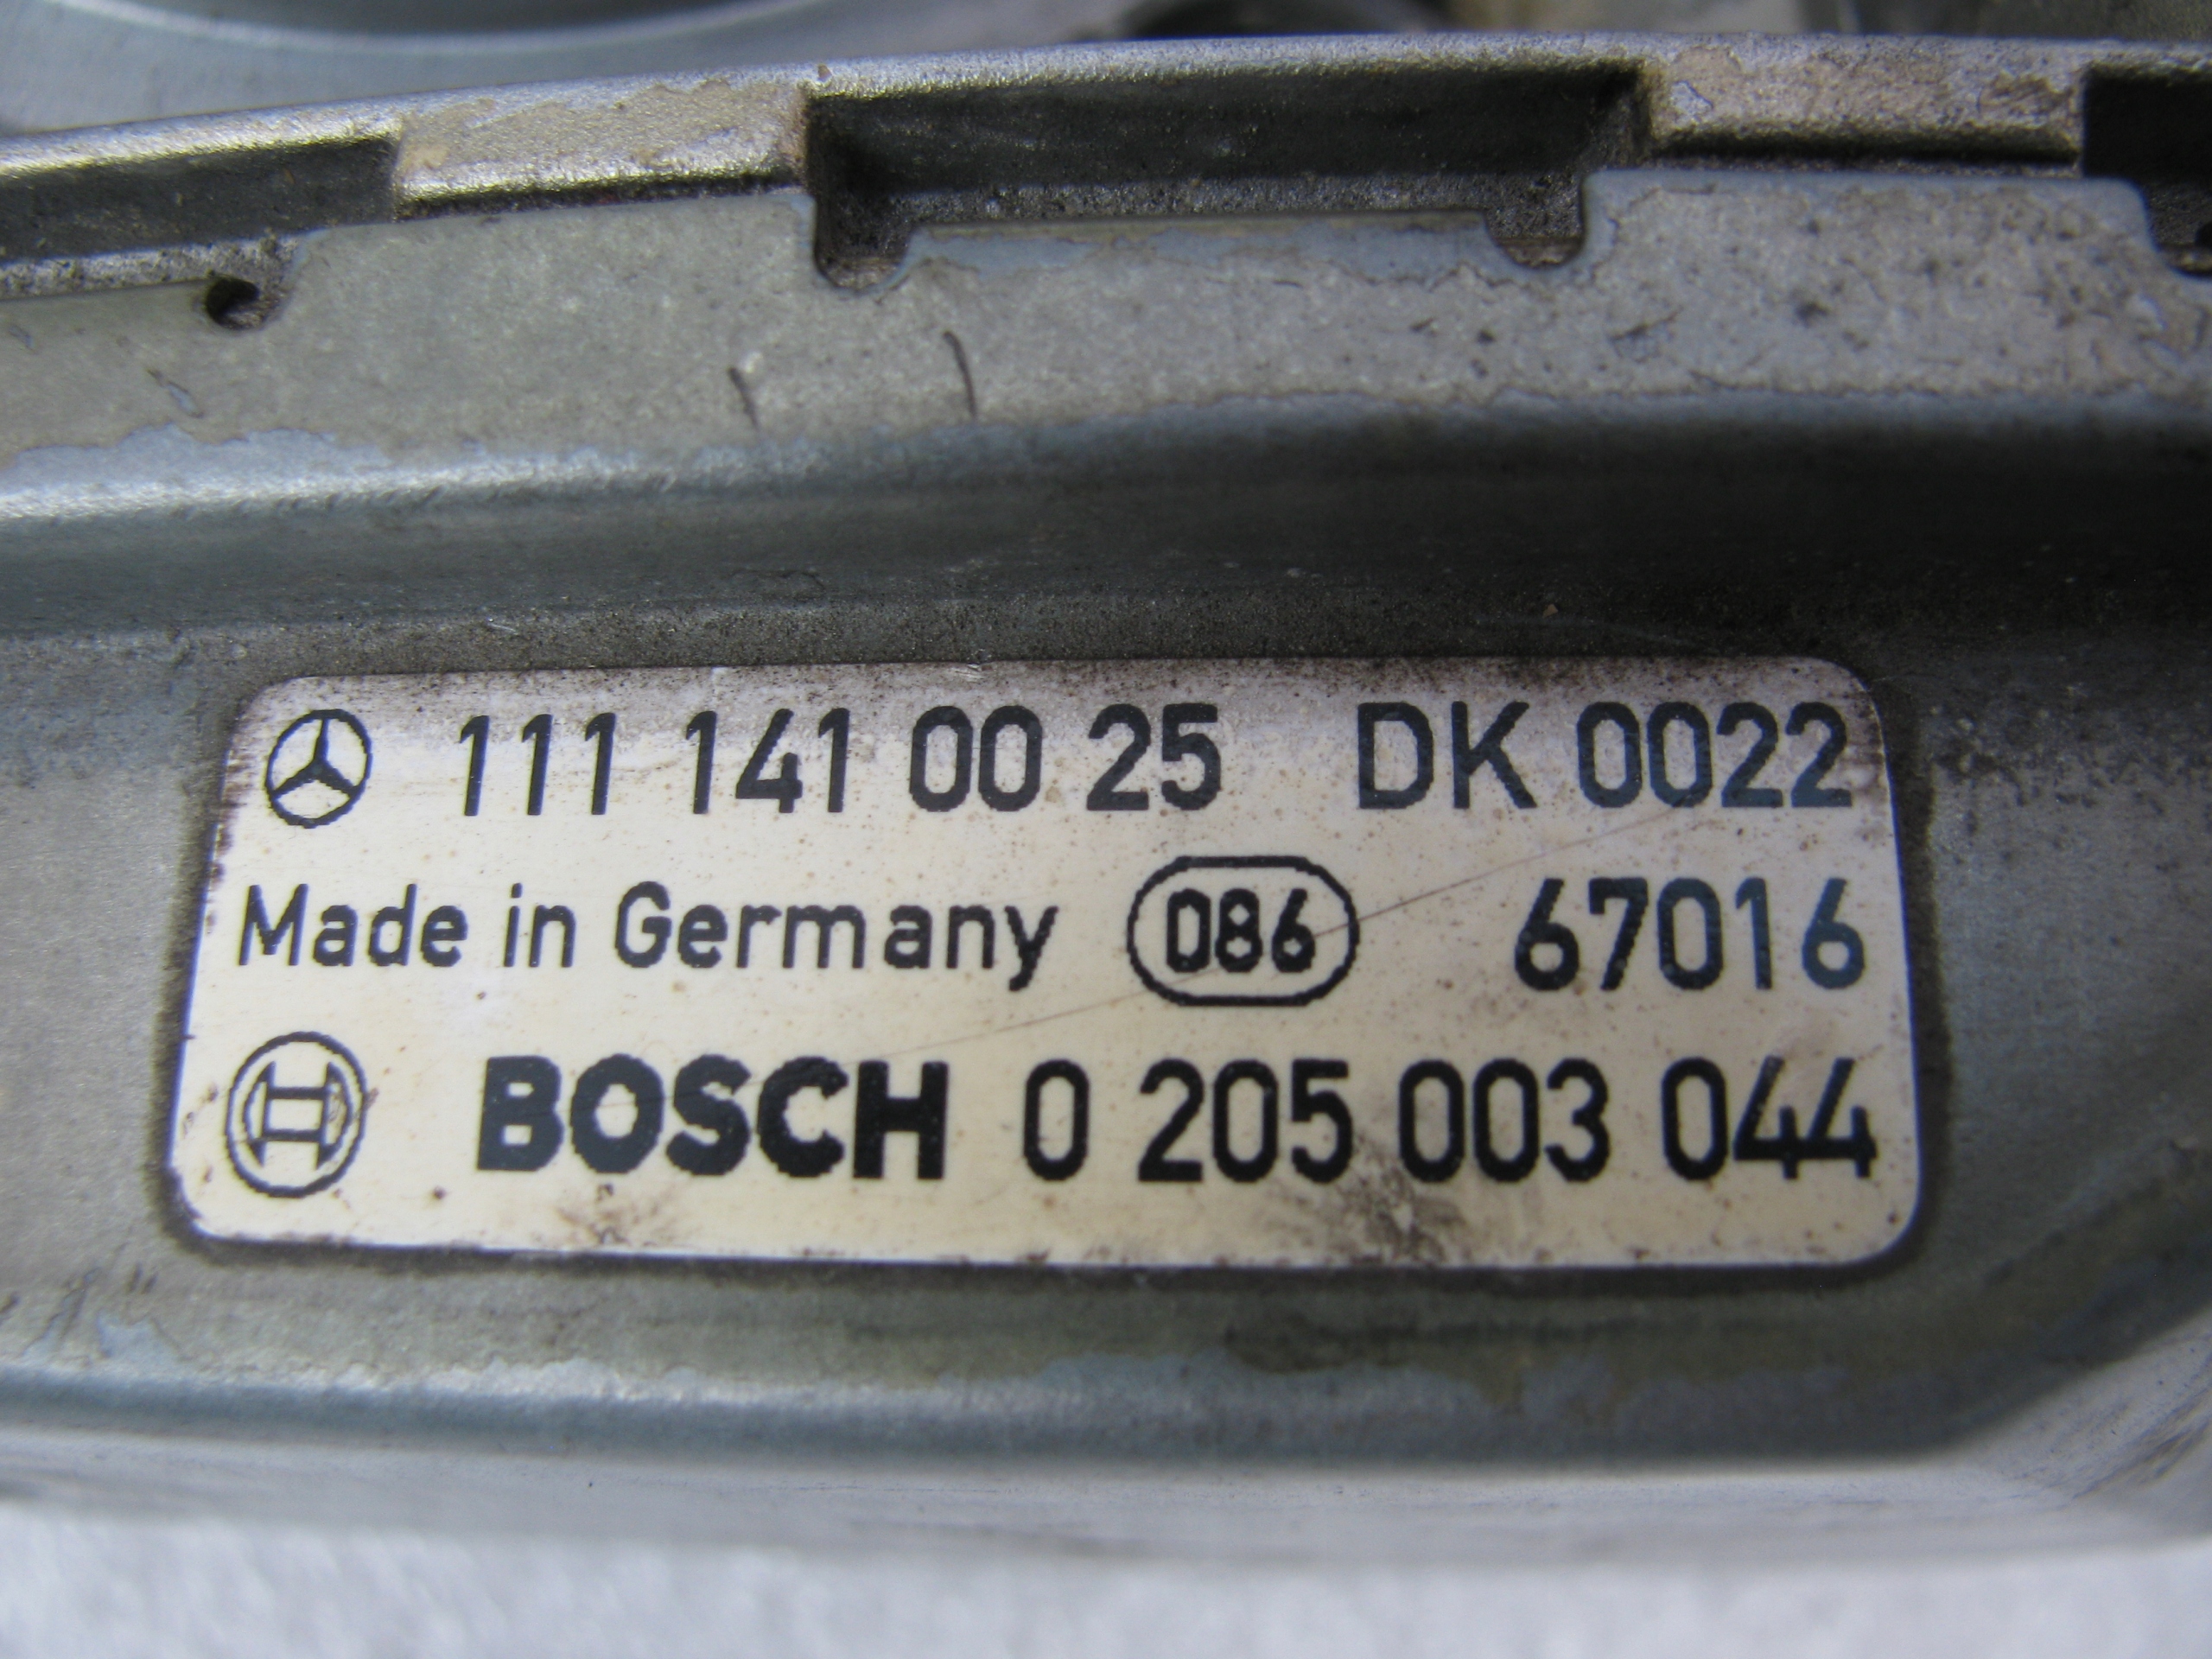 111 141 00 25 DK 0022
Made in Germany 086 67016
BOSCH 0 205 003 044